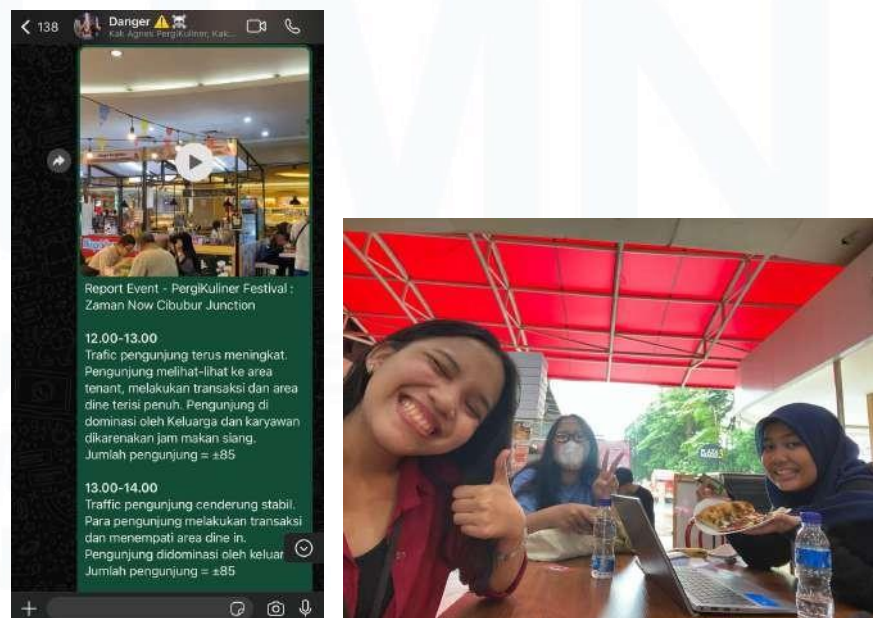 138
Danger ⚠️☠️
Kak Agnes PergiKuliner, Kak...
Report Event - PergiKuliner Festival :
Zaman Now Cibubur Junction
12.00-13.00
Trafic pengunjung terus meningkat.
Pengunjung melihat-lihat ke area
tenant, melakukan transaksi dan area
dine terisi penuh. Pengunjung di
dominasi oleh Keluarga dan karyawan
dikarenakan jam makan siang.
Jumlah pengunjung = ±85
13.00-14.00
Traffic pengunjung cenderung stabil.
Para pengunjung melakukan transaksi
dan menempati area dine in.
Pengunjung didominasi oleh keluar
Jumlah pengunjung = ±85